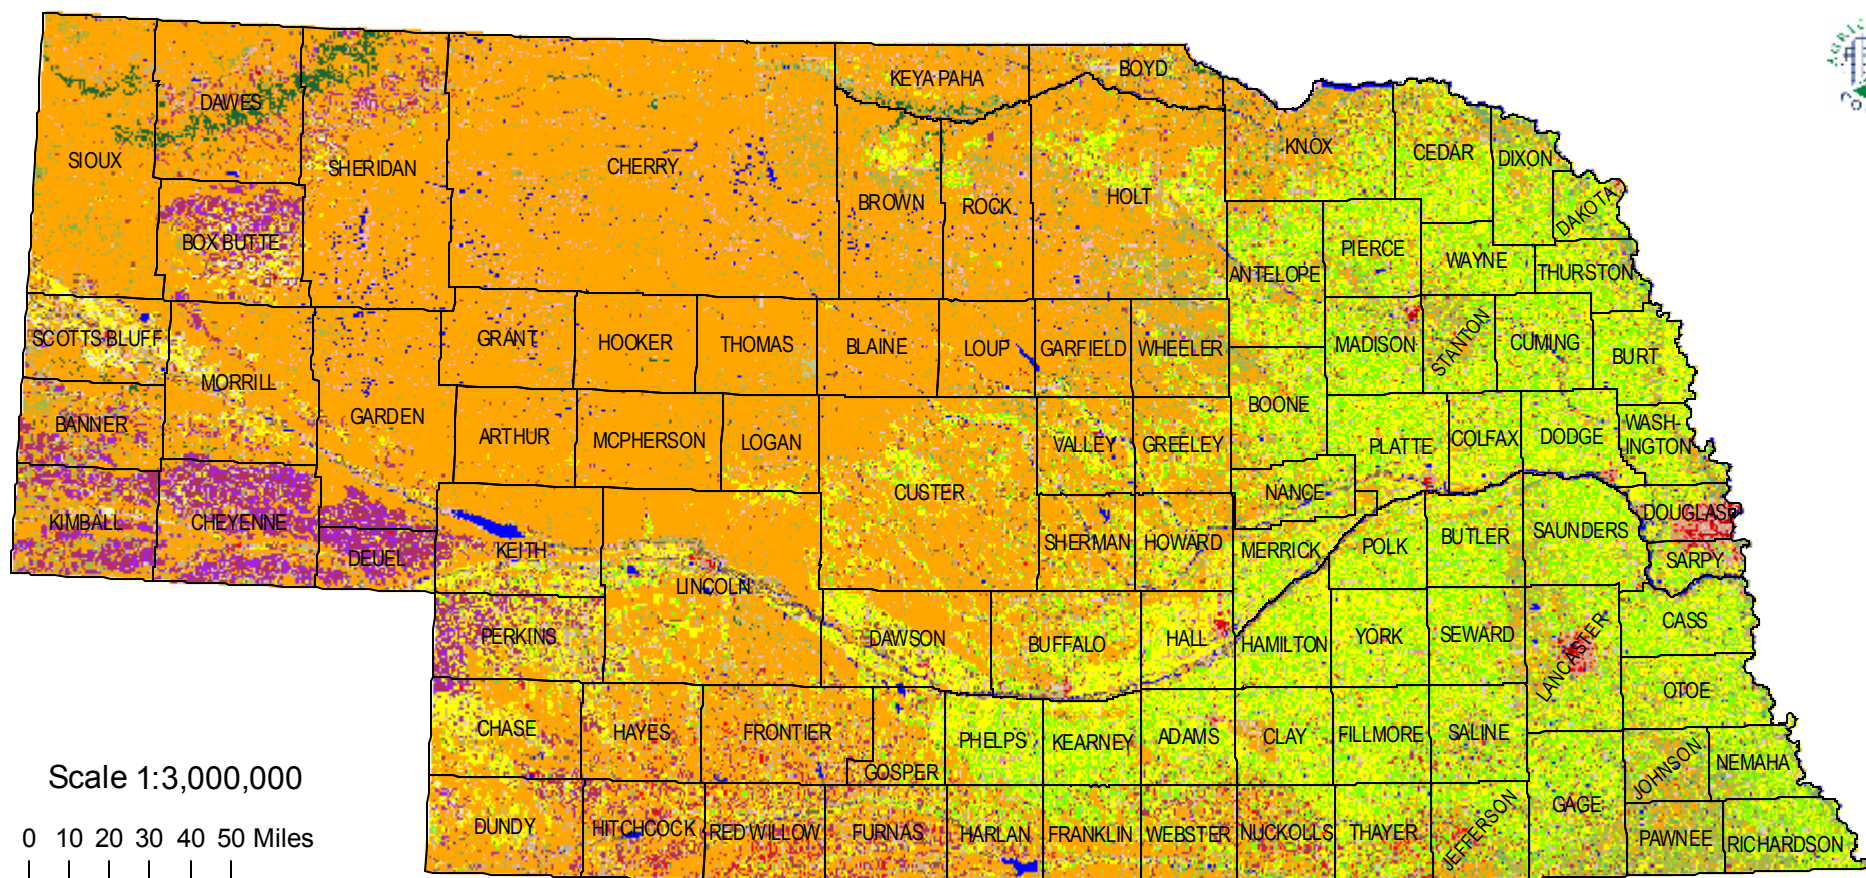 KEYA PAHA
BOYD
DAWES
SIOUX
SHERIDAN
CHERRY
KNOX
CEDAR
DIXON
BROWN
ROCK
HOLT
DAKOTA
BOX BUTTE
PIERCE
WAYNE
ANTELOPE
THURSTON
SCOTTS BLUFF
GRANT
HOOKER
THOMAS
BLAINE
LOUP
GARFIELD
WHEELER
MADISON
STANTON
CUMING
BURT
MORRILL
GARDEN
BOONE
BANNER
ARTHUR
MCPHERSON
LOGAN
VALLEY
GREELEY
PLATTE
COLFAX
DODGE
WASH-
INGTON
CUSTER
NANCE
KIMBALL
CHEYENNE
DEUEL
KEITH
SHERMAN
HOWARD
MERRICK
POLK
BUTLER
SAUNDERS
DOUGLAS
SARPY
LINCOLN
PERKINS
DAWSON
BUFFALO
HALL
HAMILTON
YORK
SEWARD
LANCASTER
CASS
OTOE
CHASE
HAYES
FRONTIER
GOSPER
PHELPS
KEARNEY
ADAMS
CLAY
FILLMORE
SALINE
JOHNSON
NEMAHA
DUNDY
HITCHCOCK
RED WILLOW
FURNAS
HARLAN
FRANKLIN
WEBSTER
NUCKOLLS
THAYER
JEFFERSON
GAGE
PAWNEE
RICHARDSON
Scale 1:3,000,000
0 10 20 30 40 50 Miles